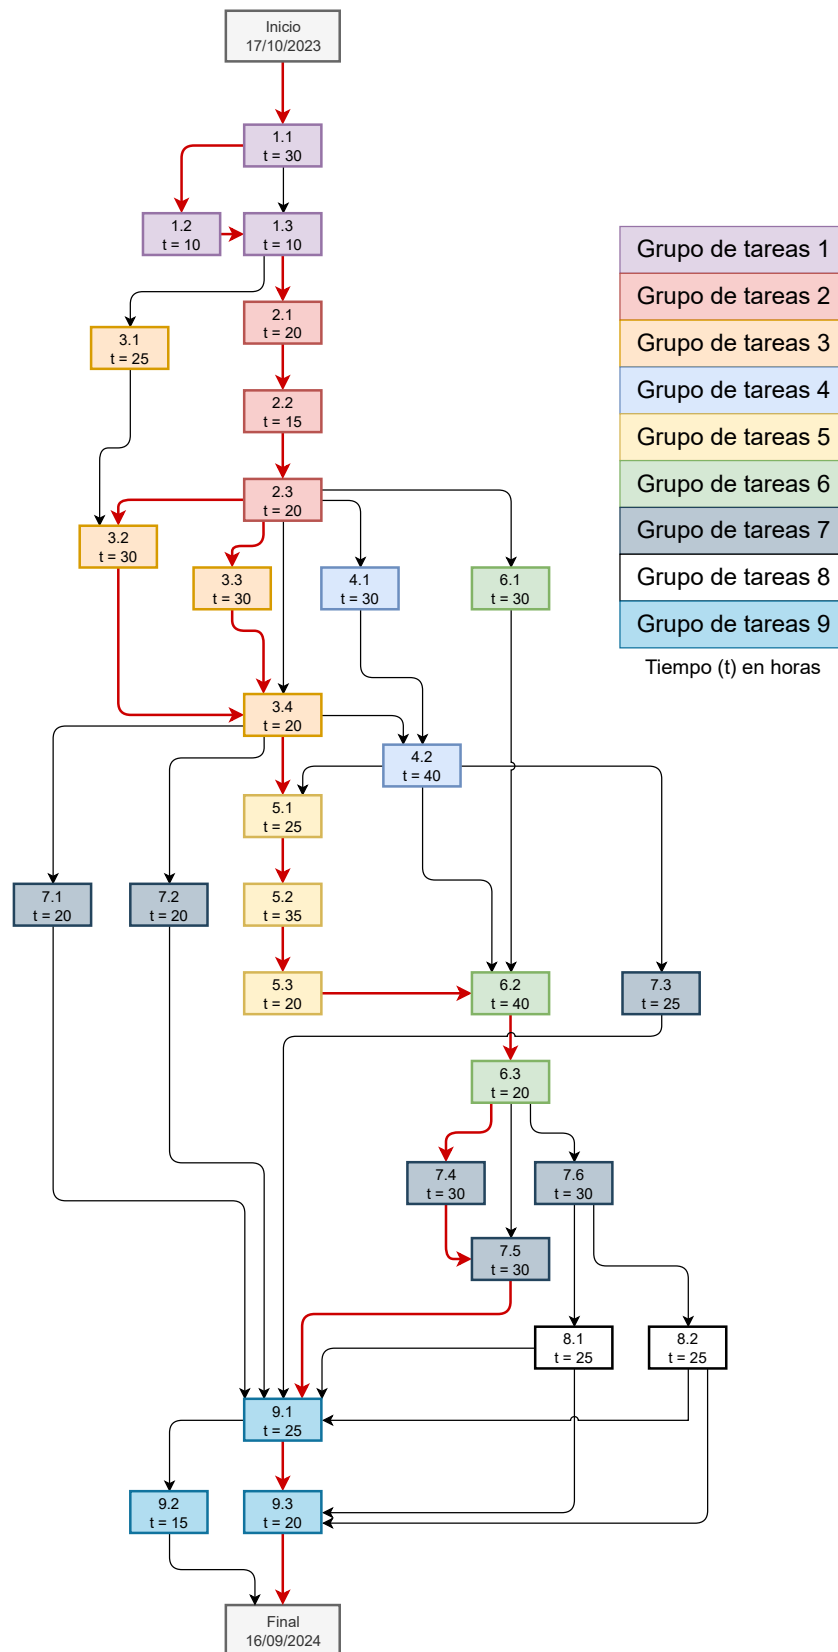 Inicio
17/10/2023
1.1
t = 30
1.2
t = 10
1.3
t = 10
2.1
t = 20
3.1
t = 25
2.2
t = 15
2.3
t = 20
3.2
t = 30
3.3
t = 30
4.1
t = 30
6.1
t = 30
3.4
t = 20
4.2
t = 40
5.1
t = 25
7.1
t = 20
7.2
t = 20
5.2
t = 35
5.3
t = 20
6.2
t = 40
7.3
t = 25
6.3
t = 20
7.4
t = 30
7.6
t = 30
7.5
t = 30
8.1
t = 25
8.2
t = 25
9.1
t = 25
9.2
t = 15
9.3
t = 20
Final
16/09/2024
Grupo de tareas 1
Grupo de tareas 2
Grupo de tareas 3
Grupo de tareas 4
Grupo de tareas 5
Grupo de tareas 6
Grupo de tareas 7
Grupo de tareas 8
Grupo de tareas 9
Tiempo (t) en horas